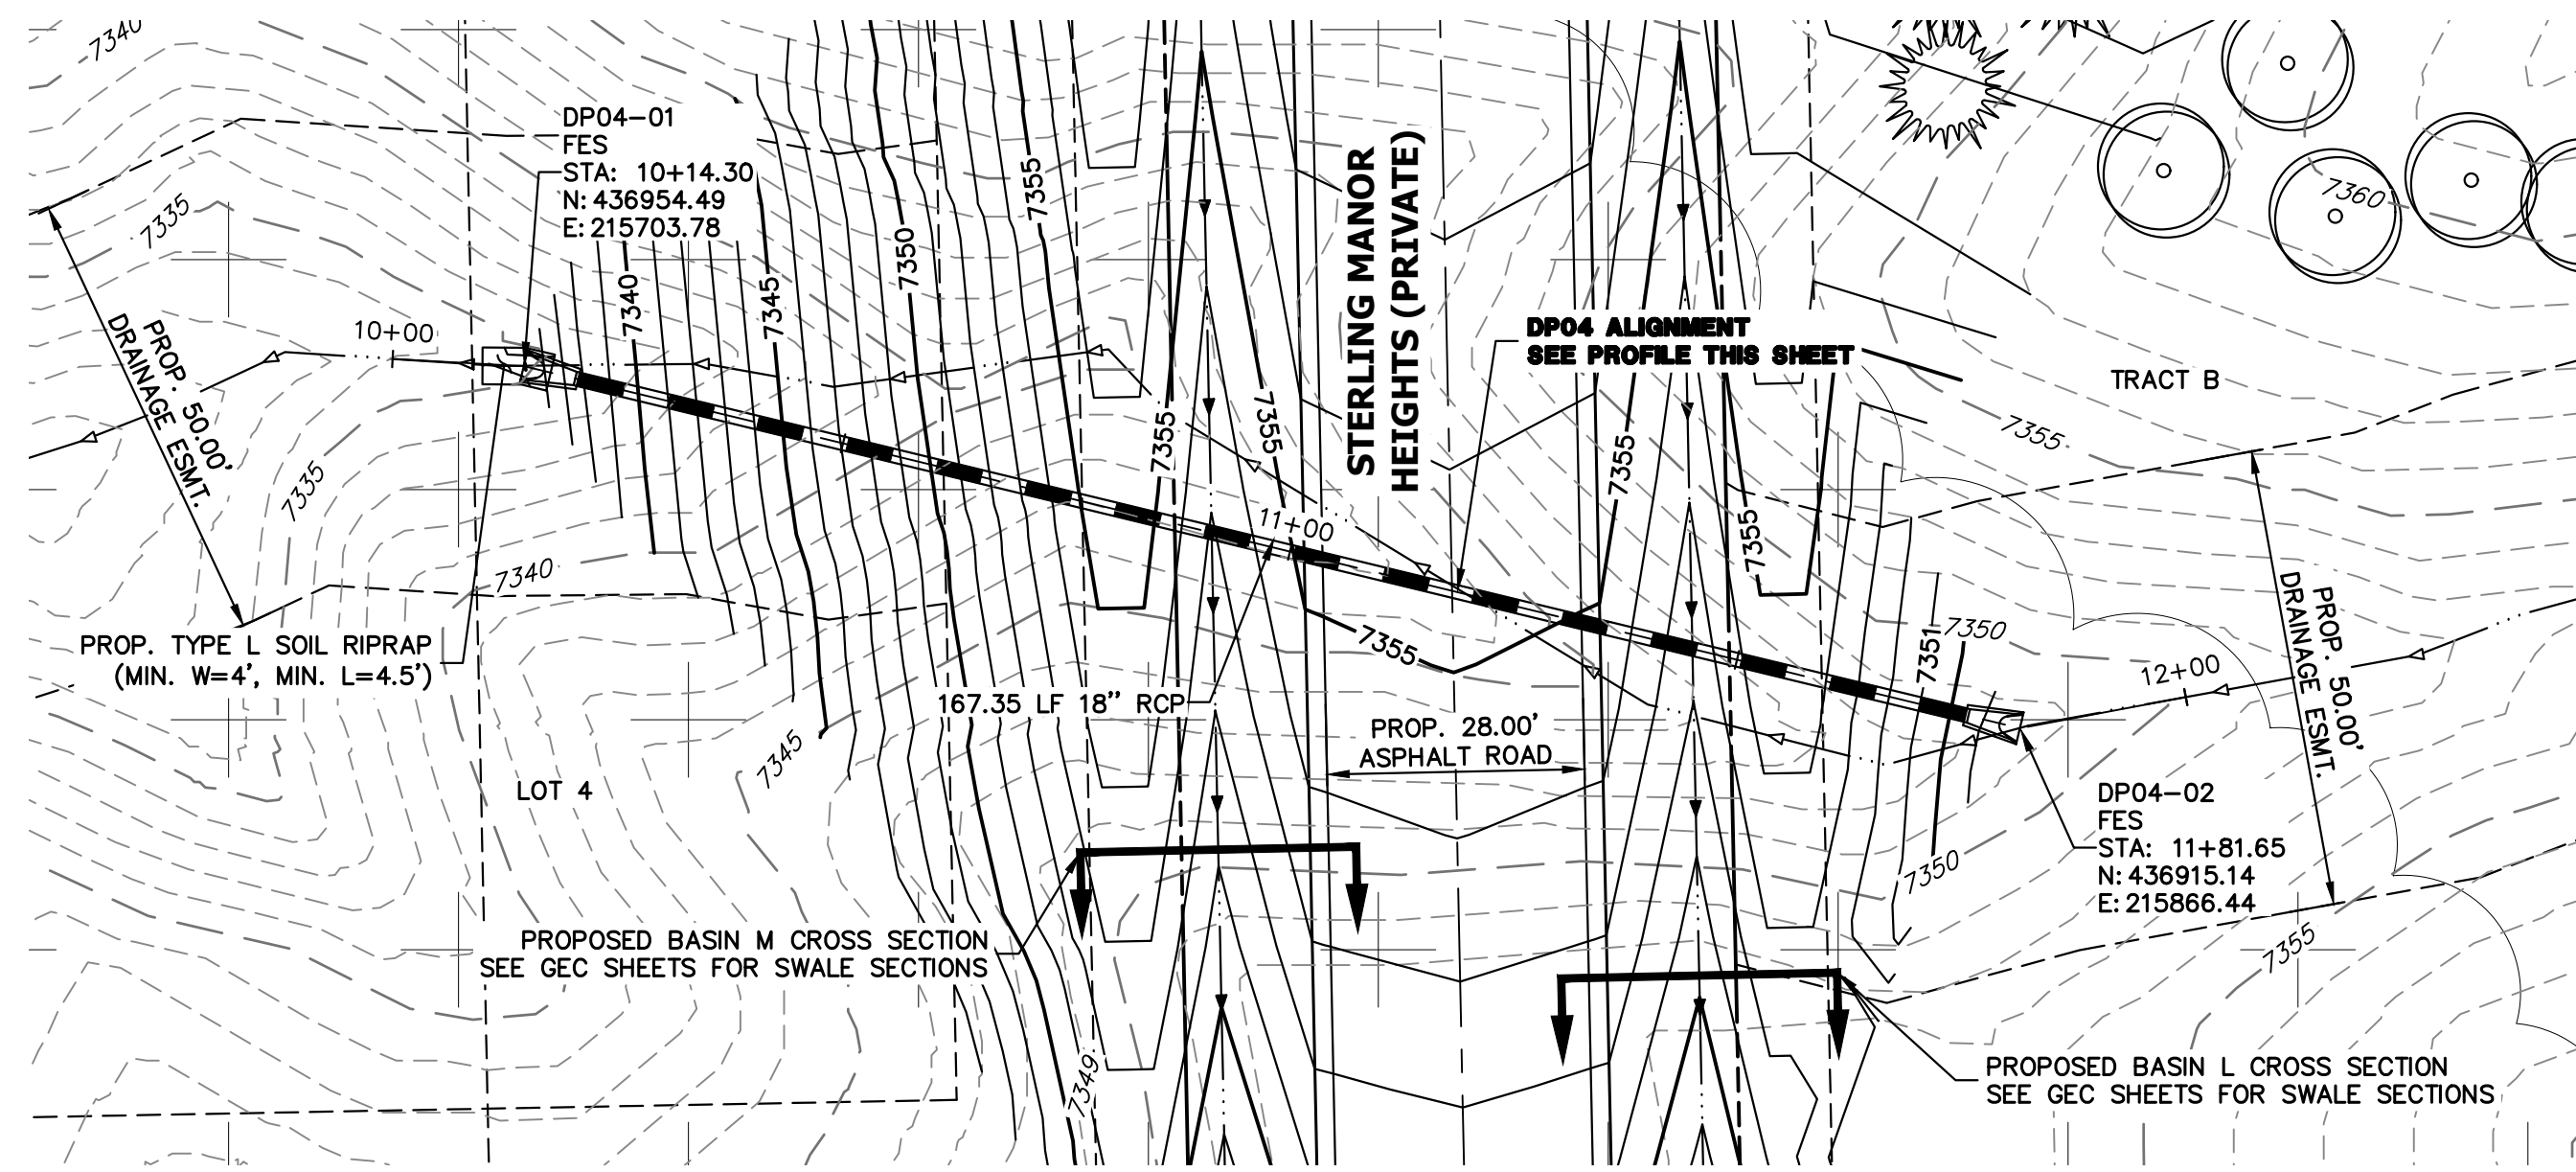 7340
DP04-01
FES
STA: 10+14.30
N: 436954.49
E: 215703.78
7335
7355
7350
7340
7345
10+00
PROP. 50.00'
DRAINAGE ESMT.
STERLING MANOR
HEIGHTS (PRIVATE)
DP04 ALIGNMENT
SEE PROFILE THIS SHEET
7360
TRACT B
7355
7355
7355
7355
7355
7335
11+00
7340
7355
7351
7350
12+00
PROP. 50.00'
DRAINAGE ESMT.
PROP. TYPE L SOIL RIPRAP
(MIN. W=4', MIN. L=4.5')
167.35 LF 18" RCP
PROP. 28.00'
ASPHALT ROAD
7345
LOT 4
DP04-02
FES
STA: 11+81.65
N: 436915.14
E: 215866.44
7350
7355
PROPOSED BASIN M CROSS SECTION
SEE GEC SHEETS FOR SWALE SECTIONS
7349
PROPOSED BASIN L CROSS SECTION
SEE GEC SHEETS FOR SWALE SECTIONS